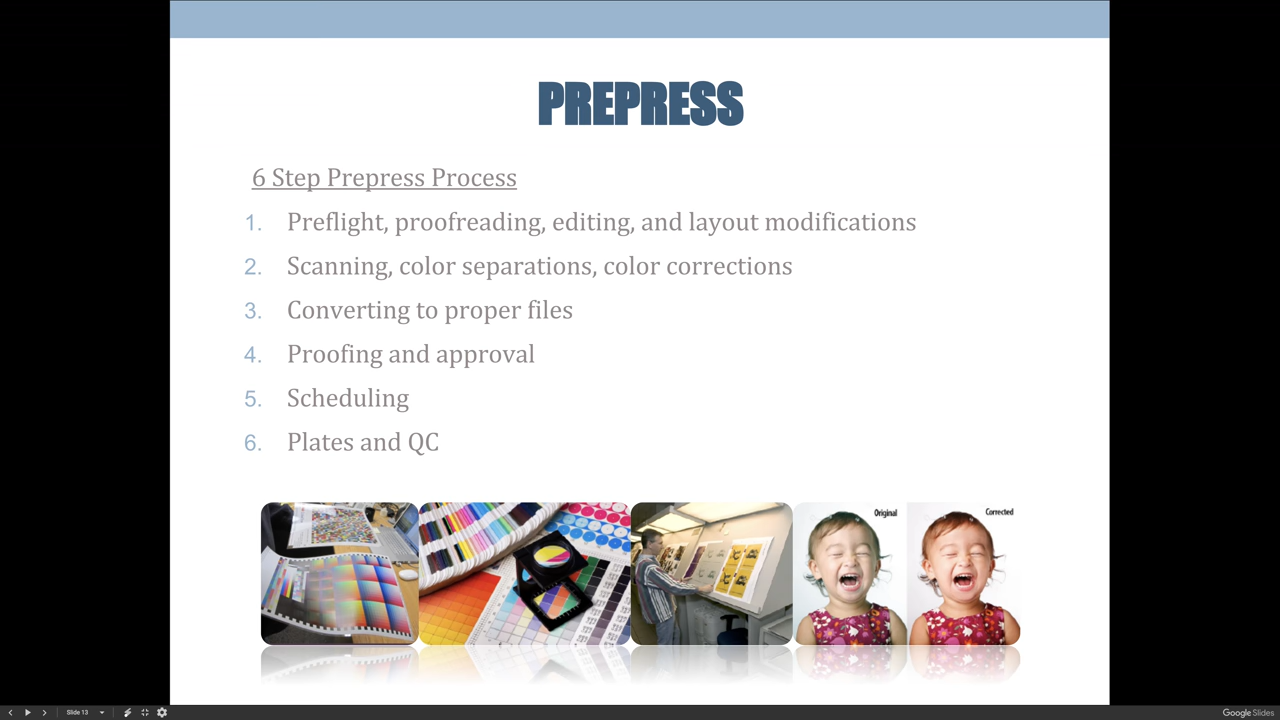 PREPRESS
6 Step Prepress Process
1. Preflight, proofreading, editing, and layout modifications
2. Scanning, color separations, color corrections
3. Converting to proper files
4. Proofing and approval
5. Scheduling
6. Plates and QC
Original
Corrected
Slide 13
Google Slides